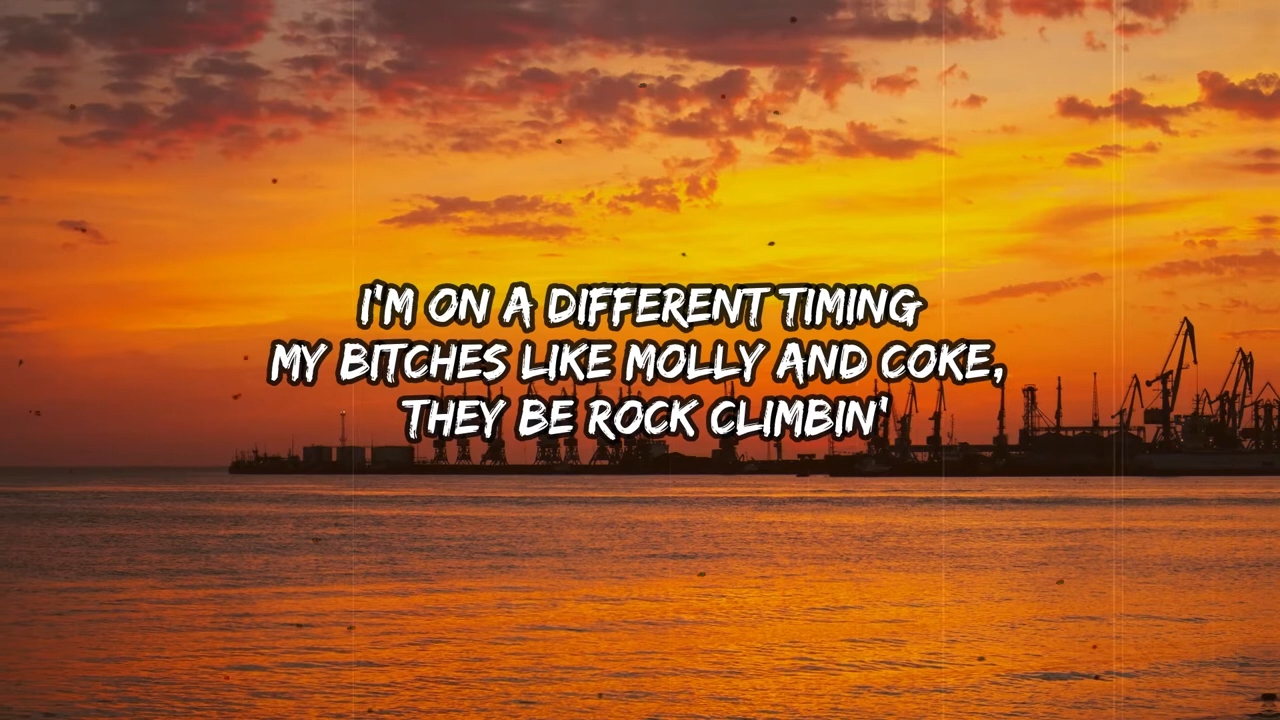 I'M ON A DIFFERENT TIMING
MY BITCHES LIKE MOLLY AND COKE,
THEY BE ROCK CLIMBIN'